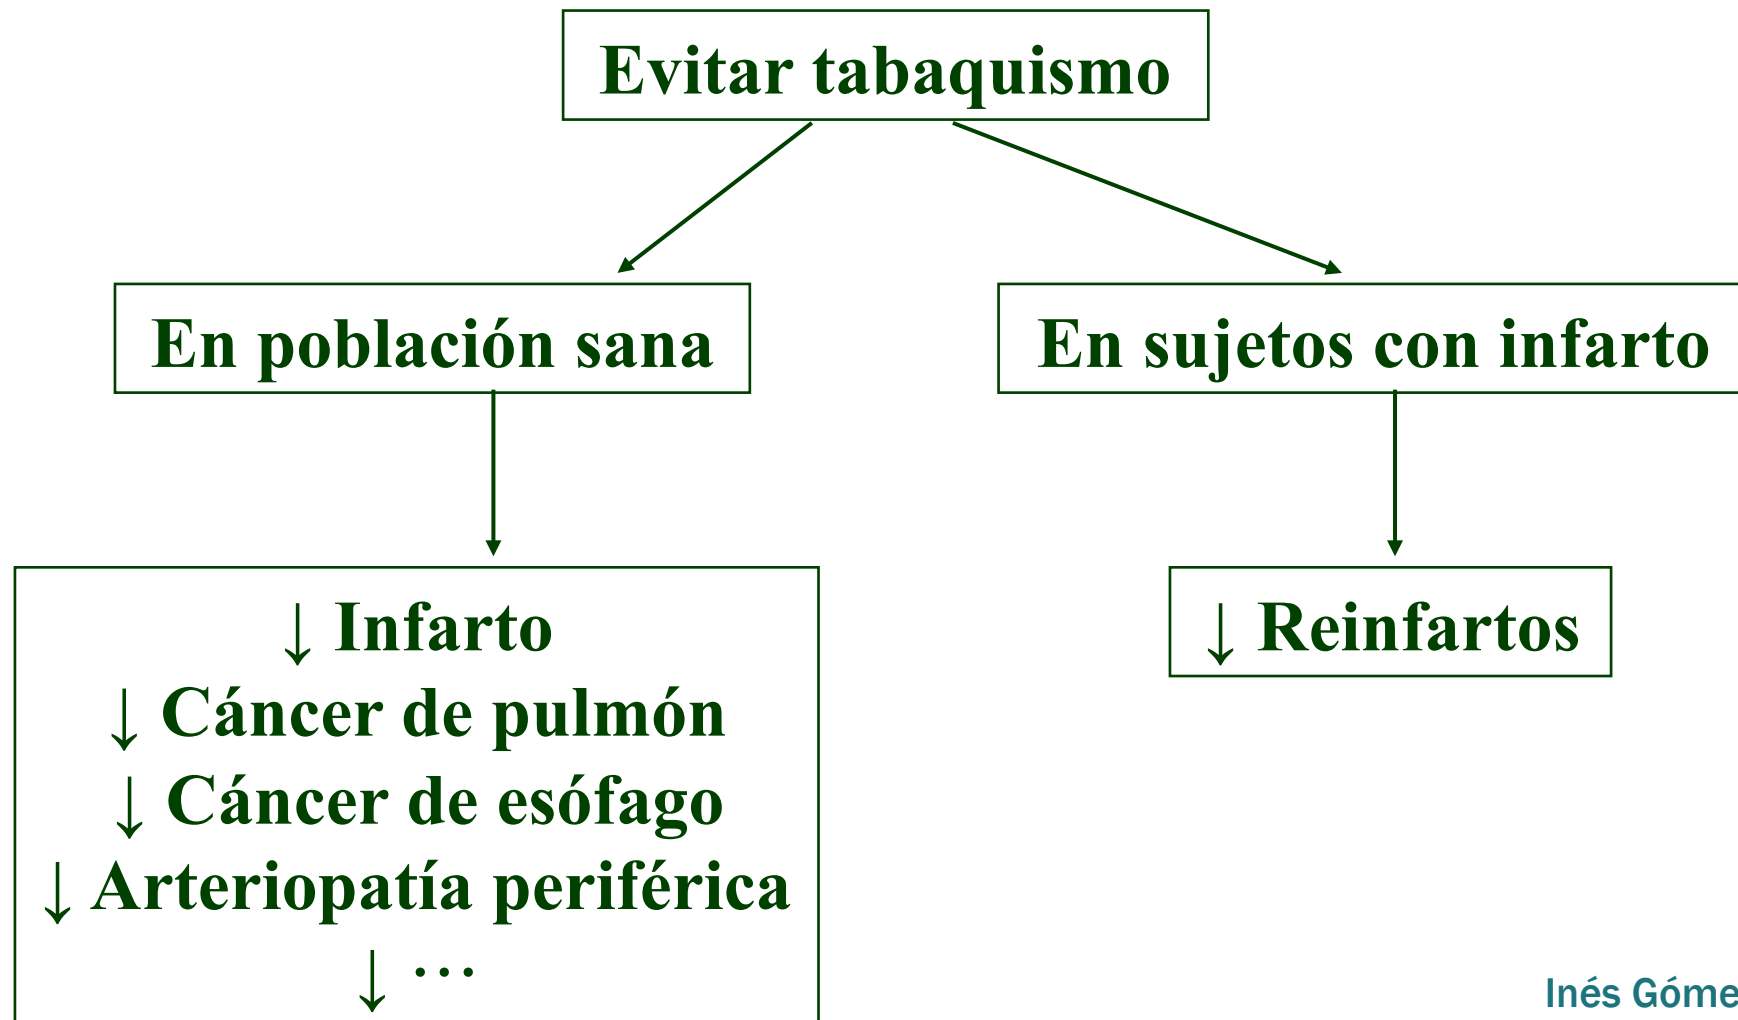 Evitar tabaquismo
En población sana
En sujetos con infarto
↓ Infarto
↓ Cáncer de pulmón
↓ Cáncer de esófago
↓ Arteriopatía periférica
↓ …
↓ Reinfartos
Inés